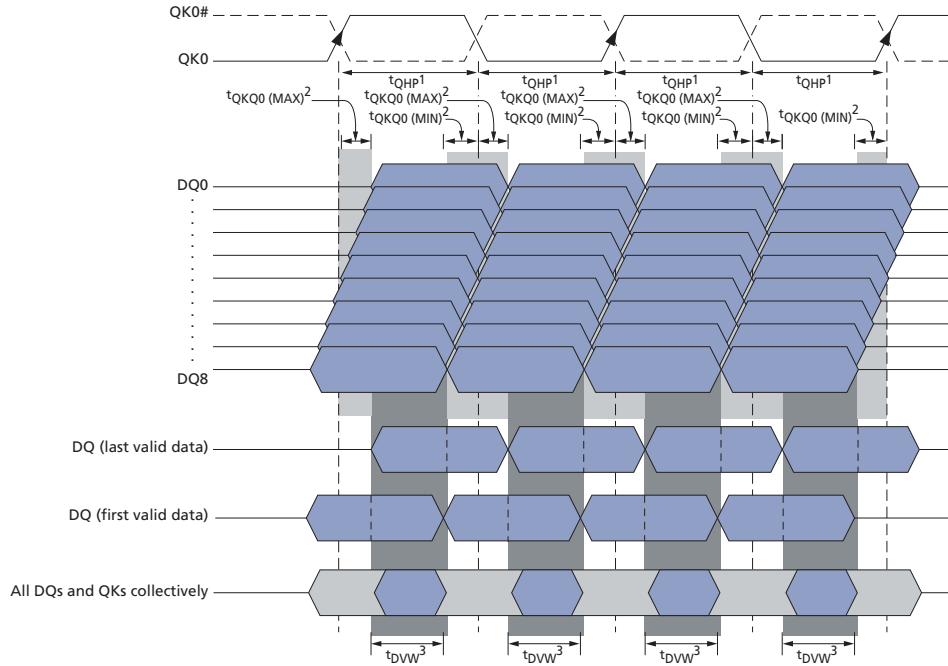 QK0#
QK0
tQHP1 tQHP1 tQHP1 tQHP1
tQKQ0 (MAX)2 tQKQ0 (MAX)2 tQKQ0 (MAX)2 tQKQ0 (MAX)2
tQKQ0 (MIN)2 tQKQ0 (MIN)2 tQKQ0 (MIN)2 tQKQ0 (MIN)2
DQ0
DQ8
DQ (last valid data)
DQ (first valid data)
All DQs and QKs collectively
tDVW3 tDVW3 tDVW3 tDVW3